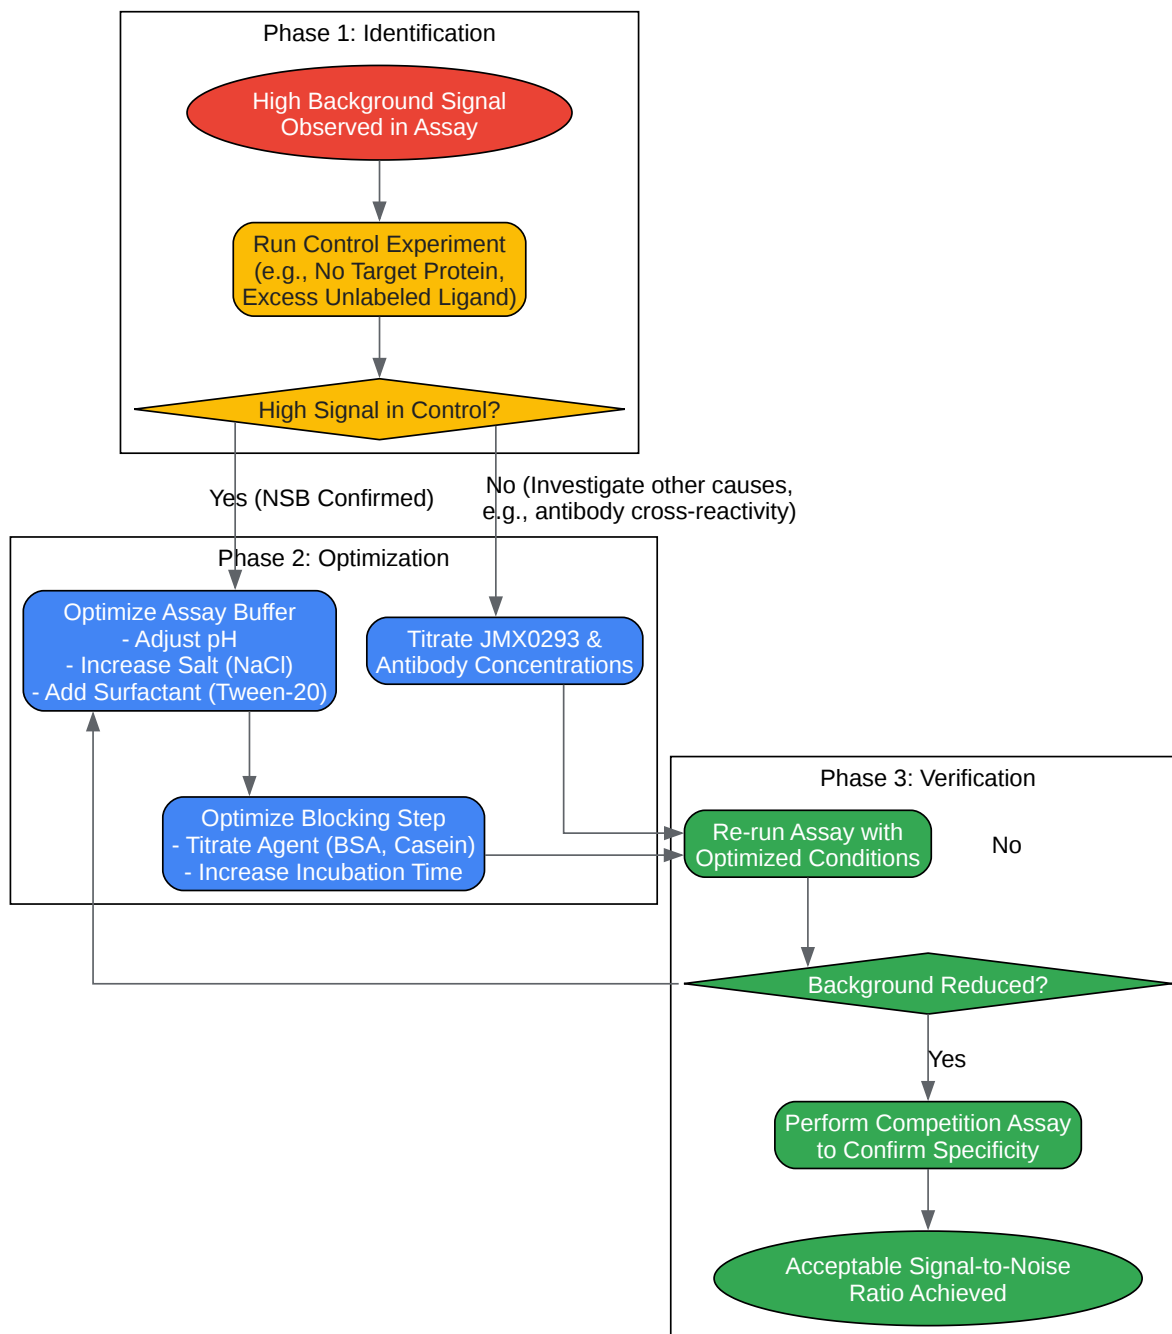 Phase 1: Identification
High Background Signal
Observed in Assay
Run Control Experiment
(e.g., No Target Protein,
Excess Unlabeled Ligand)
High Signal in Control?
Yes (NSB Confirmed)
No (Investigate other causes,
e.g., antibody cross-reactivity)
Phase 2: Optimization
Optimize Assay Buffer
- Adjust pH
- Increase Salt (NaCl)
- Add Surfactant (Tween-20)
Titrate JMX0293 &
Antibody Concentrations
Optimize Blocking Step
- Titrate Agent (BSA, Casein)
- Increase Incubation Time
Phase 3: Verification
Re-run Assay with
Optimized Conditions
No
Background Reduced?
Yes
Perform Competition Assay
to Confirm Specificity
Acceptable Signal-to-Noise
Ratio Achieved